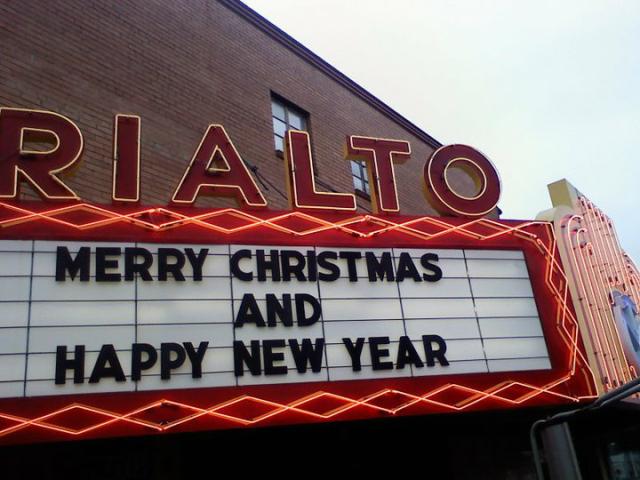 RIALTO
MERRY CHRISTMAS
AND
HAPPY NEW YEAR